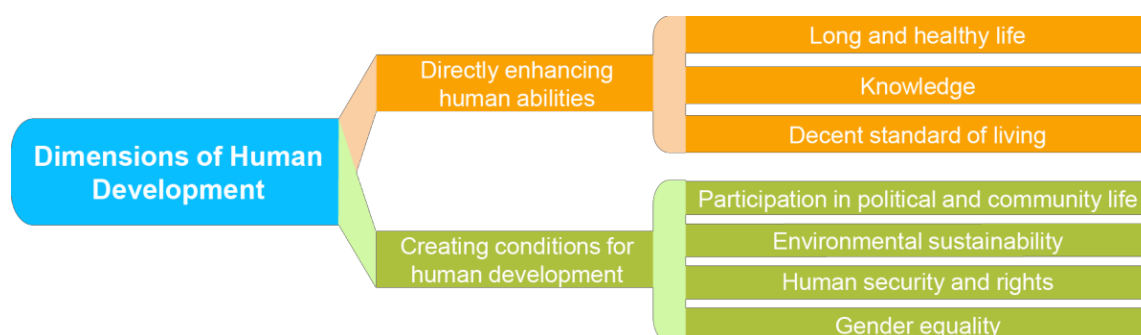 Dimensions of Human
Development
Directly enhancing
human abilities
Long and healthy life
Knowledge
Decent standard of living
Creating conditions for
human development
Participation in political and community life
Environmental sustainability
Human security and rights
Gender equality